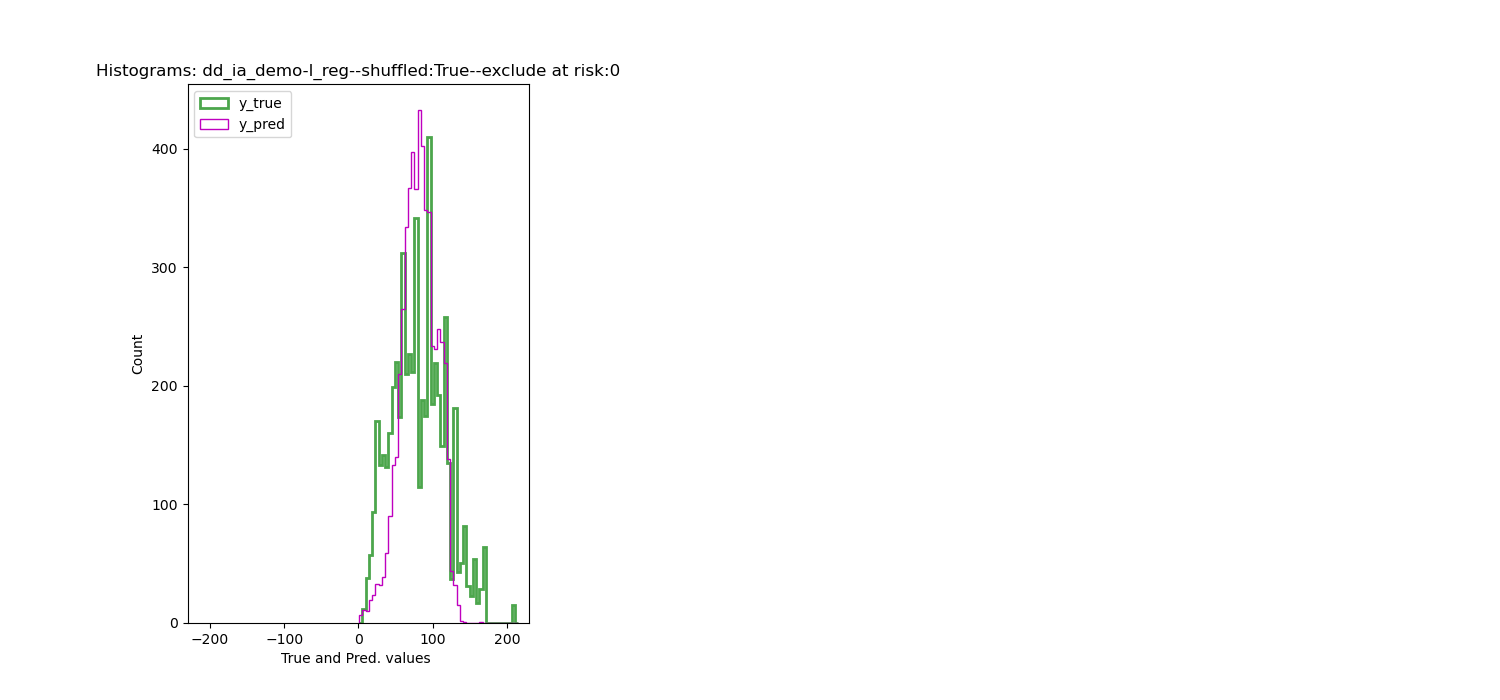 Histograms: dd_ia_demo-l_reg--shuffled:True--exclude at risk:0
y_true
y_pred
400
300
200
100
0
Count
−200
−100
0
100
200
True and Pred. values